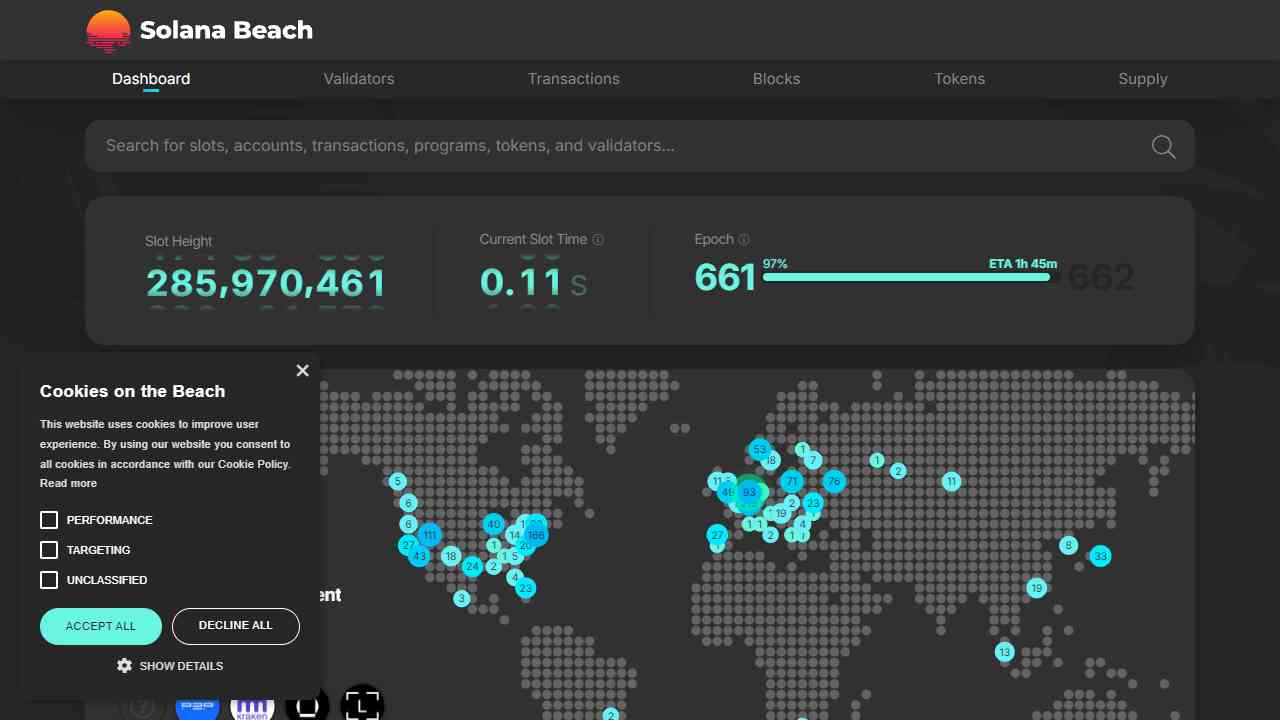 Solana Beach
Dashboard
Validators
Transactions
Blocks
Tokens
Supply
Search for slots, accounts, transactions, programs, tokens, and validators...
Slot Height
285,970,461
Current Slot Time
0.11 s
Epoch
661
97%
ETA 1h 45m
662
Cookies on the Beach
This website uses cookies to improve user
experience. By using our website you consent to
all cookies in accordance with our Cookie Policy.
Read more
PERFORMANCE
TARGETING
UNCLASSIFIED
ACCEPT ALL
DECLINE ALL
SHOW DETAILS
ent
kraken
L
53
18
1
7
1
2
11
5
11
93
71
76
2
23
6
6
40
166
111
14
27
43
18
24
1
1
5
20
2
4
23
3
1
1
19
4
2
27
8
33
19
13
2